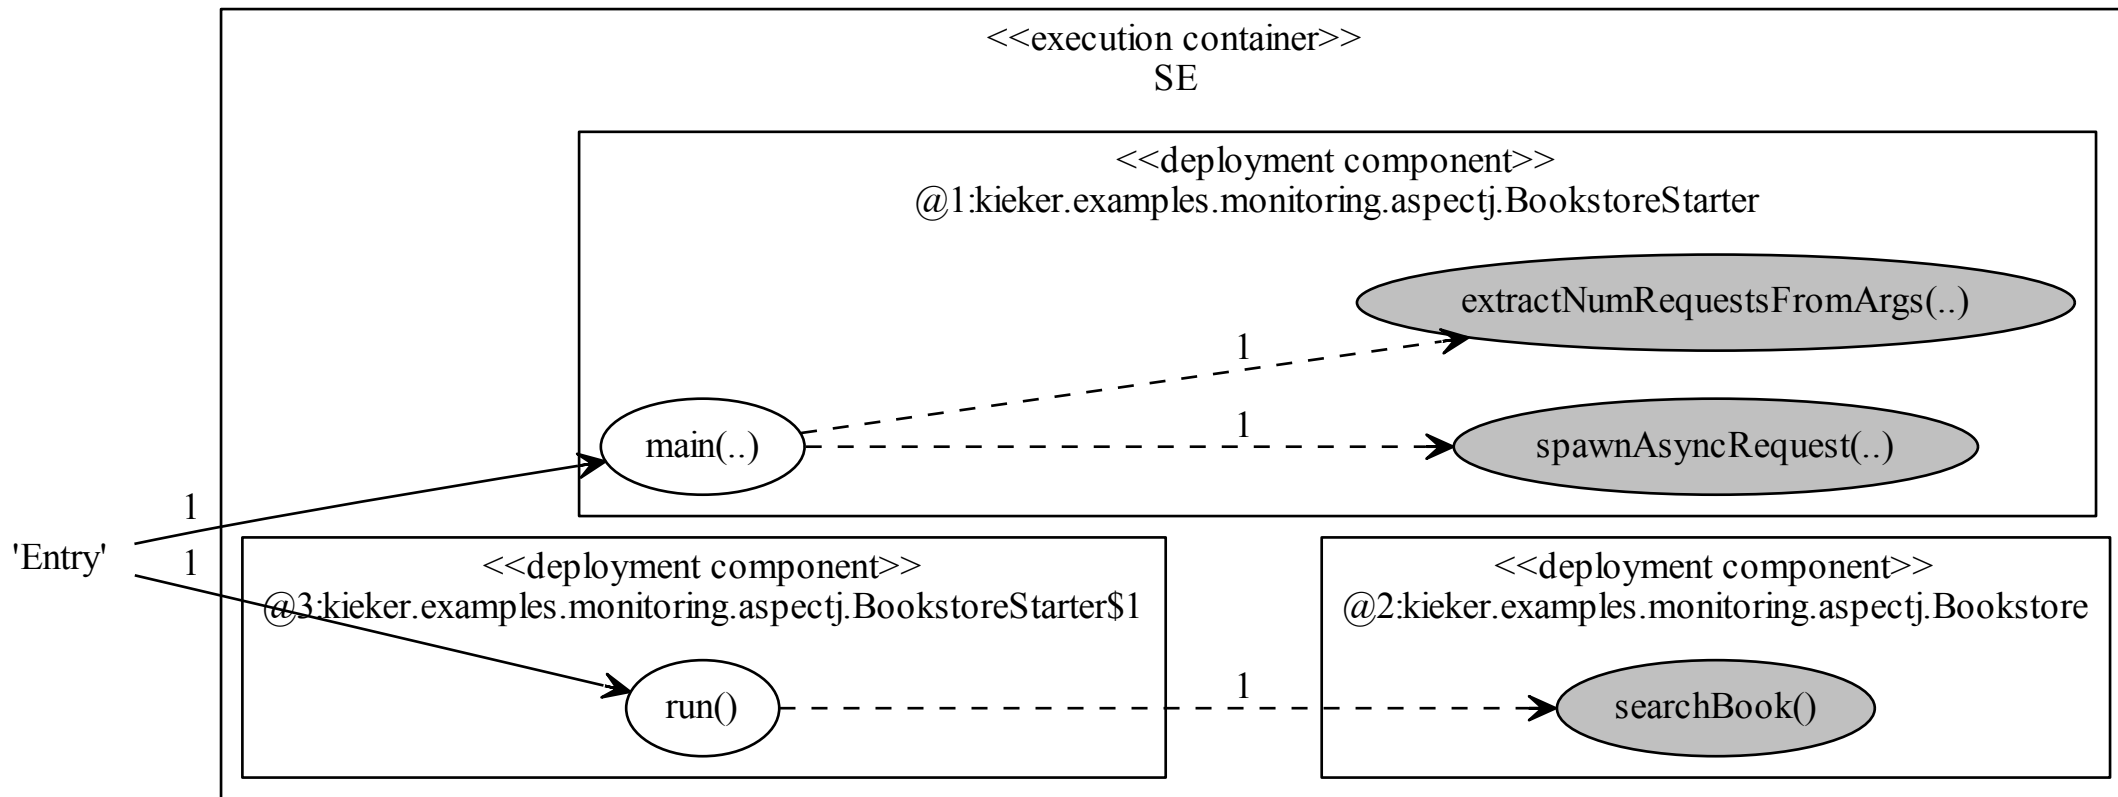 <<execution container>>
SE
<<deployment component>>
@1:kieker.examples.monitoring.aspectj.BookstoreStarter
extractNumRequestsFromArgs(..)
1
main(..)
1
spawnAsyncRequest(..)
1
'Entry'
1
<<deployment component>>
@3:kieker.examples.monitoring.aspectj.BookstoreStarter$1
run()
1
<<deployment component>>
@2:kieker.examples.monitoring.aspectj.Bookstore
searchBook()